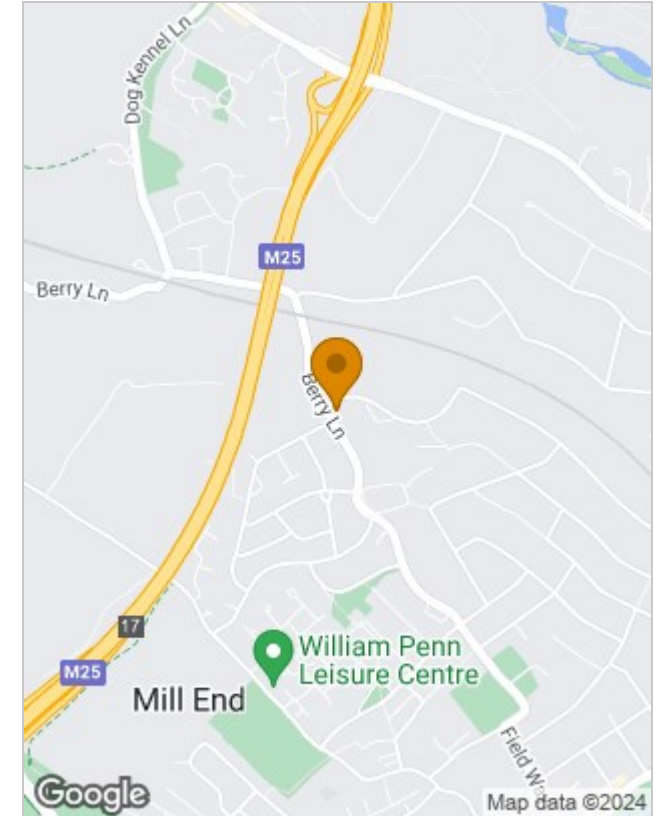 Dog Kennel Ln
M25
Berry Ln
Berry Ln
17
M25
William Penn
Leisure Centre
Mill End
Field Wa
Google
Map data ©2024